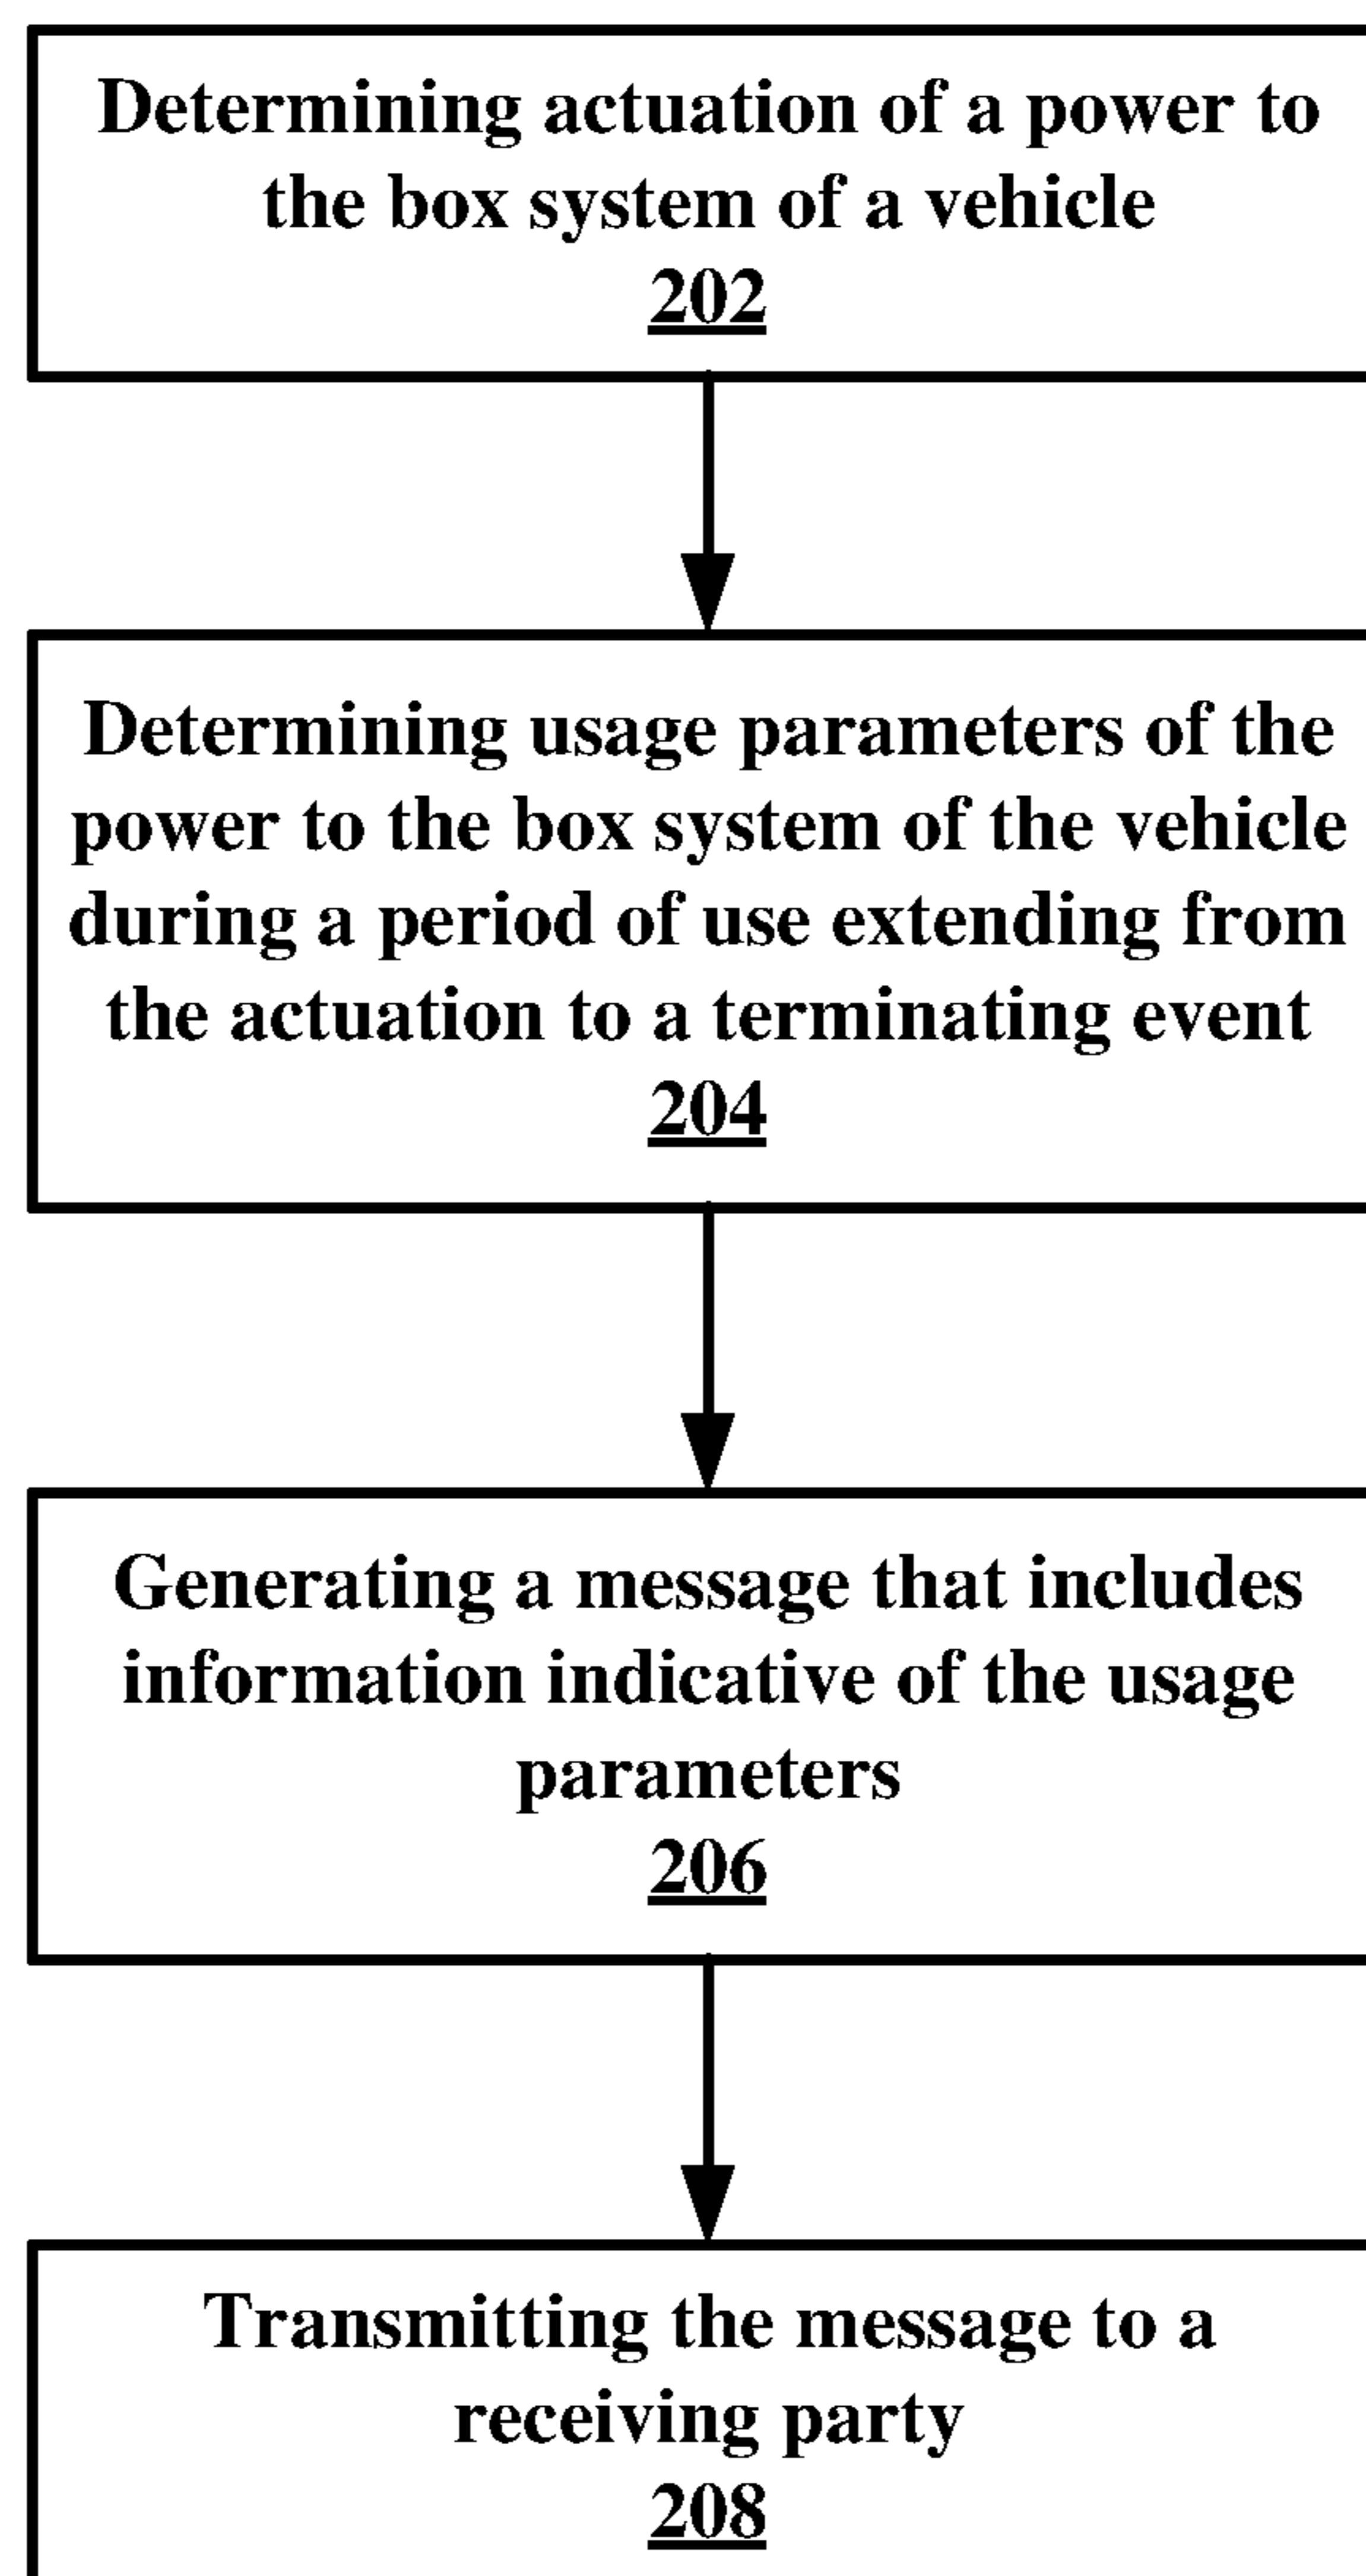 Determining actuation of a power to
the box system of a vehicle
202
Determining usage parameters of the
power to the box system of the vehicle
during a period of use extending from
the actuation to a terminating event
204
Generating a message that includes
information indicative of the usage
parameters
206
Transmitting the message to a
receiving party
208